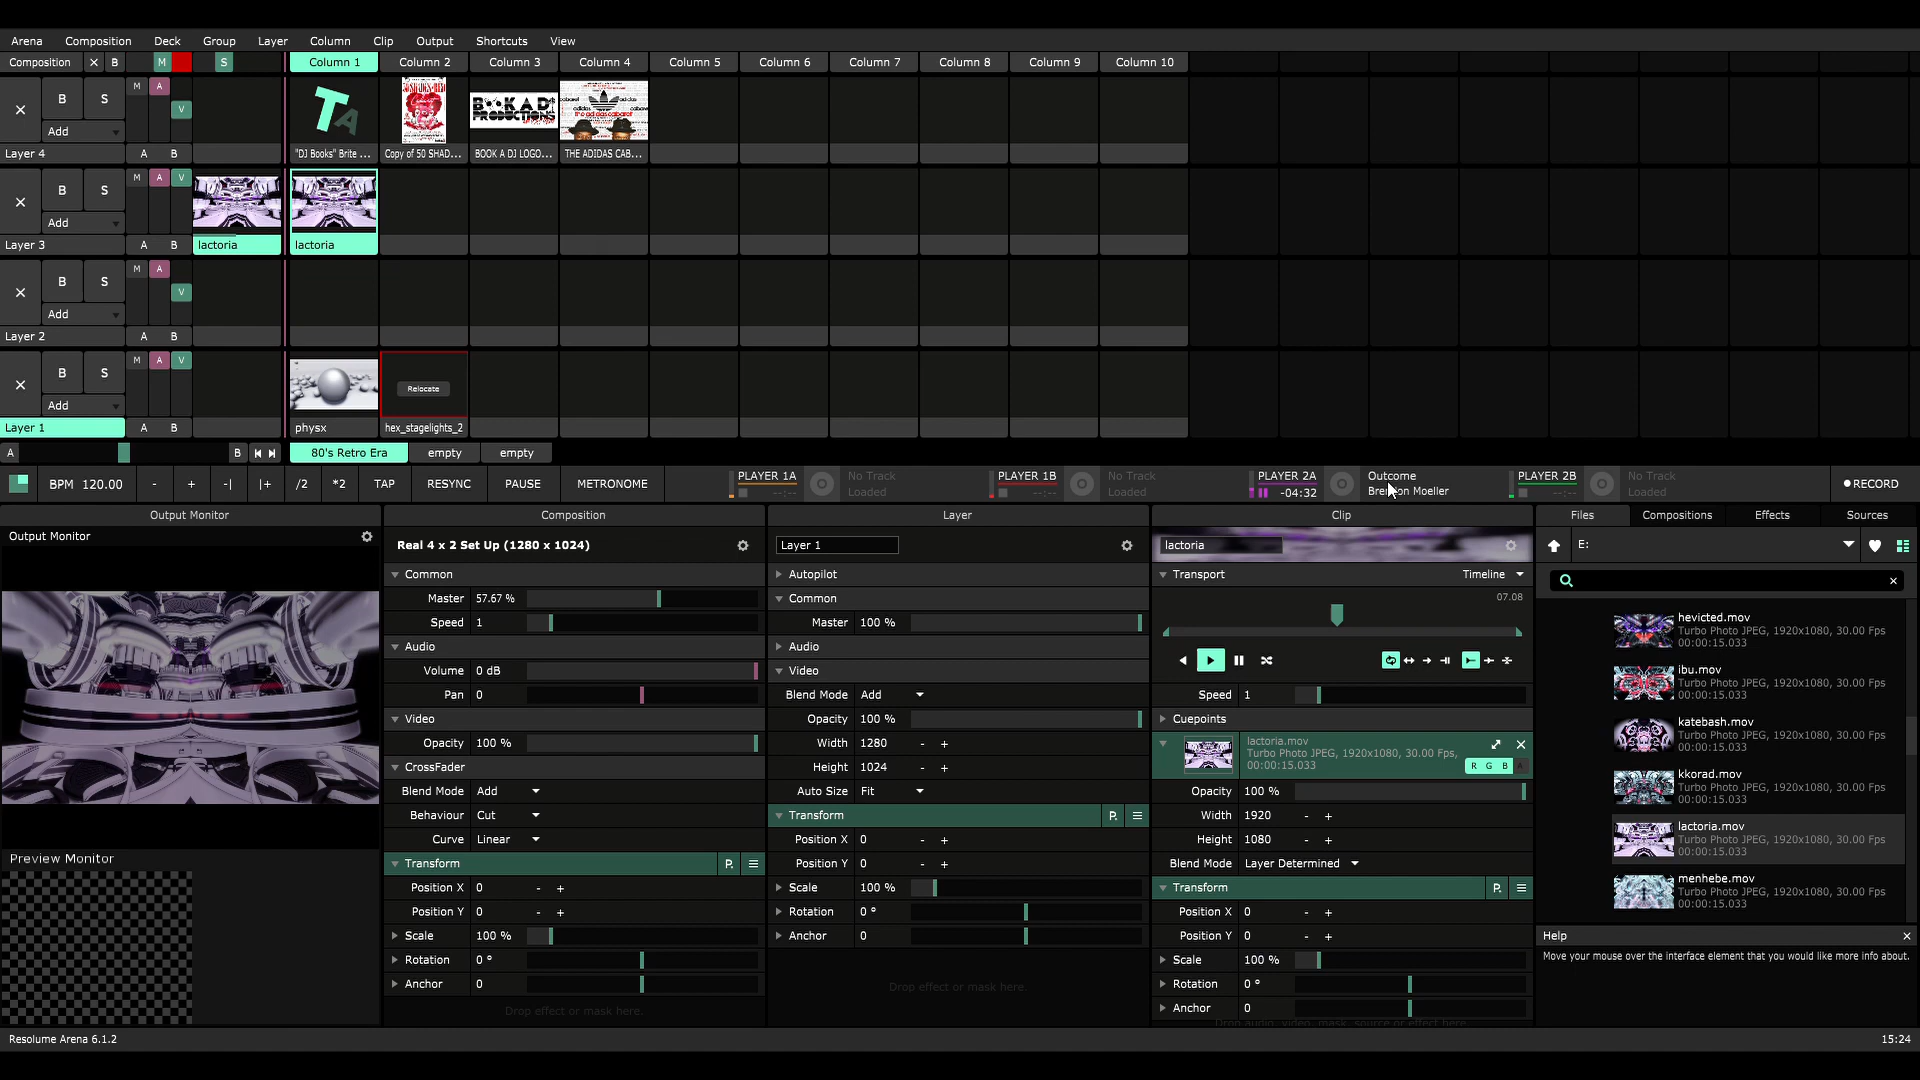 Arena Composition Deck Group Layer Column Clip Output Shortcuts View
Composition B M S Column 1 Column 2 Column 3 Column 4 Column 5 Column 6 Column 7 Column 8 Column 9 Column 10
B S M A V
Add
TA
BOOK A DJ
PRODUCTIONS
adidas
the adidas cabaret
Layer 4 A B "DJ Books" Brite ... Copy of 50 SHAD... BOOK A DJ LOGO... THE ADIDAS CAB...
B S M A V
Add
Layer 3 A B lactoria lactoria
B S M A V
Add
Layer 2 A B
B S M A V
Add
Relocate
Layer 1 A B physx hex_stagelights_2
A B 80's Retro Era empty empty
BPM 120.00 - + -| |+ /2 *2 TAP RESYNC PAUSE METRONOME
PLAYER 1A --:-- No Track Loaded
PLAYER 1B --:-- No Track Loaded
PLAYER 2A -04:32 Outcome
PLAYER 2B --:-- No Track Loaded
RECORD
Output Monitor Composition Layer Clip Files Compositions Effects Sources
Output Monitor
Preview Monitor
Real 4 x 2 Set Up (1280 x 1024)
Common
Master 57.67 %
Speed 1
Audio
Volume 0 dB
Pan 0
Video
Opacity 100 %
CrossFader
Blend Mode Add
Behaviour Cut
Curve Linear
Transform P.
Position X 0 - +
Position Y 0 - +
Scale 100 %
Rotation 0 °
Anchor 0
Drop effect or mask here.
Layer 1
Autopilot
Common
Master 100 %
Audio
Video
Blend Mode Add
Opacity 100 %
Width 1280 - +
Height 1024 - +
Auto Size Fit
Transform P.
Position X 0 - +
Position Y 0 - +
Scale 100 %
Rotation 0 °
Anchor 0
Drop effect or mask here.
lactoria
Transport Timeline
07.08
Speed 1
Cuepoints
lactoria.mov
Turbo Photo JPEG, 1920x1080, 30.00 Fps,
00:00:15.033 R G B A
Opacity 100 %
Width 1920 - +
Height 1080 - +
Blend Mode Layer Determined
Transform P.
Position X 0 - +
Position Y 0 - +
Scale 100 %
Rotation 0 °
Anchor 0
Drop audio, video, mask, source or effect here.
E:
hevicted.mov
Turbo Photo JPEG, 1920x1080, 30.00 Fps
00:00:15.033
ibu.mov
Turbo Photo JPEG, 1920x1080, 30.00 Fps
00:00:15.033
katebash.mov
Turbo Photo JPEG, 1920x1080, 30.00 Fps
00:00:15.033
kkorad.mov
Turbo Photo JPEG, 1920x1080, 30.00 Fps
00:00:15.033
lactoria.mov
Turbo Photo JPEG, 1920x1080, 30.00 Fps
00:00:15.033
menhebe.mov
Turbo Photo JPEG, 1920x1080, 30.00 Fps
00:00:15.033
Help
Move your mouse over the interface element that you would like more info about.
Resolume Arena 6.1.2 15:24